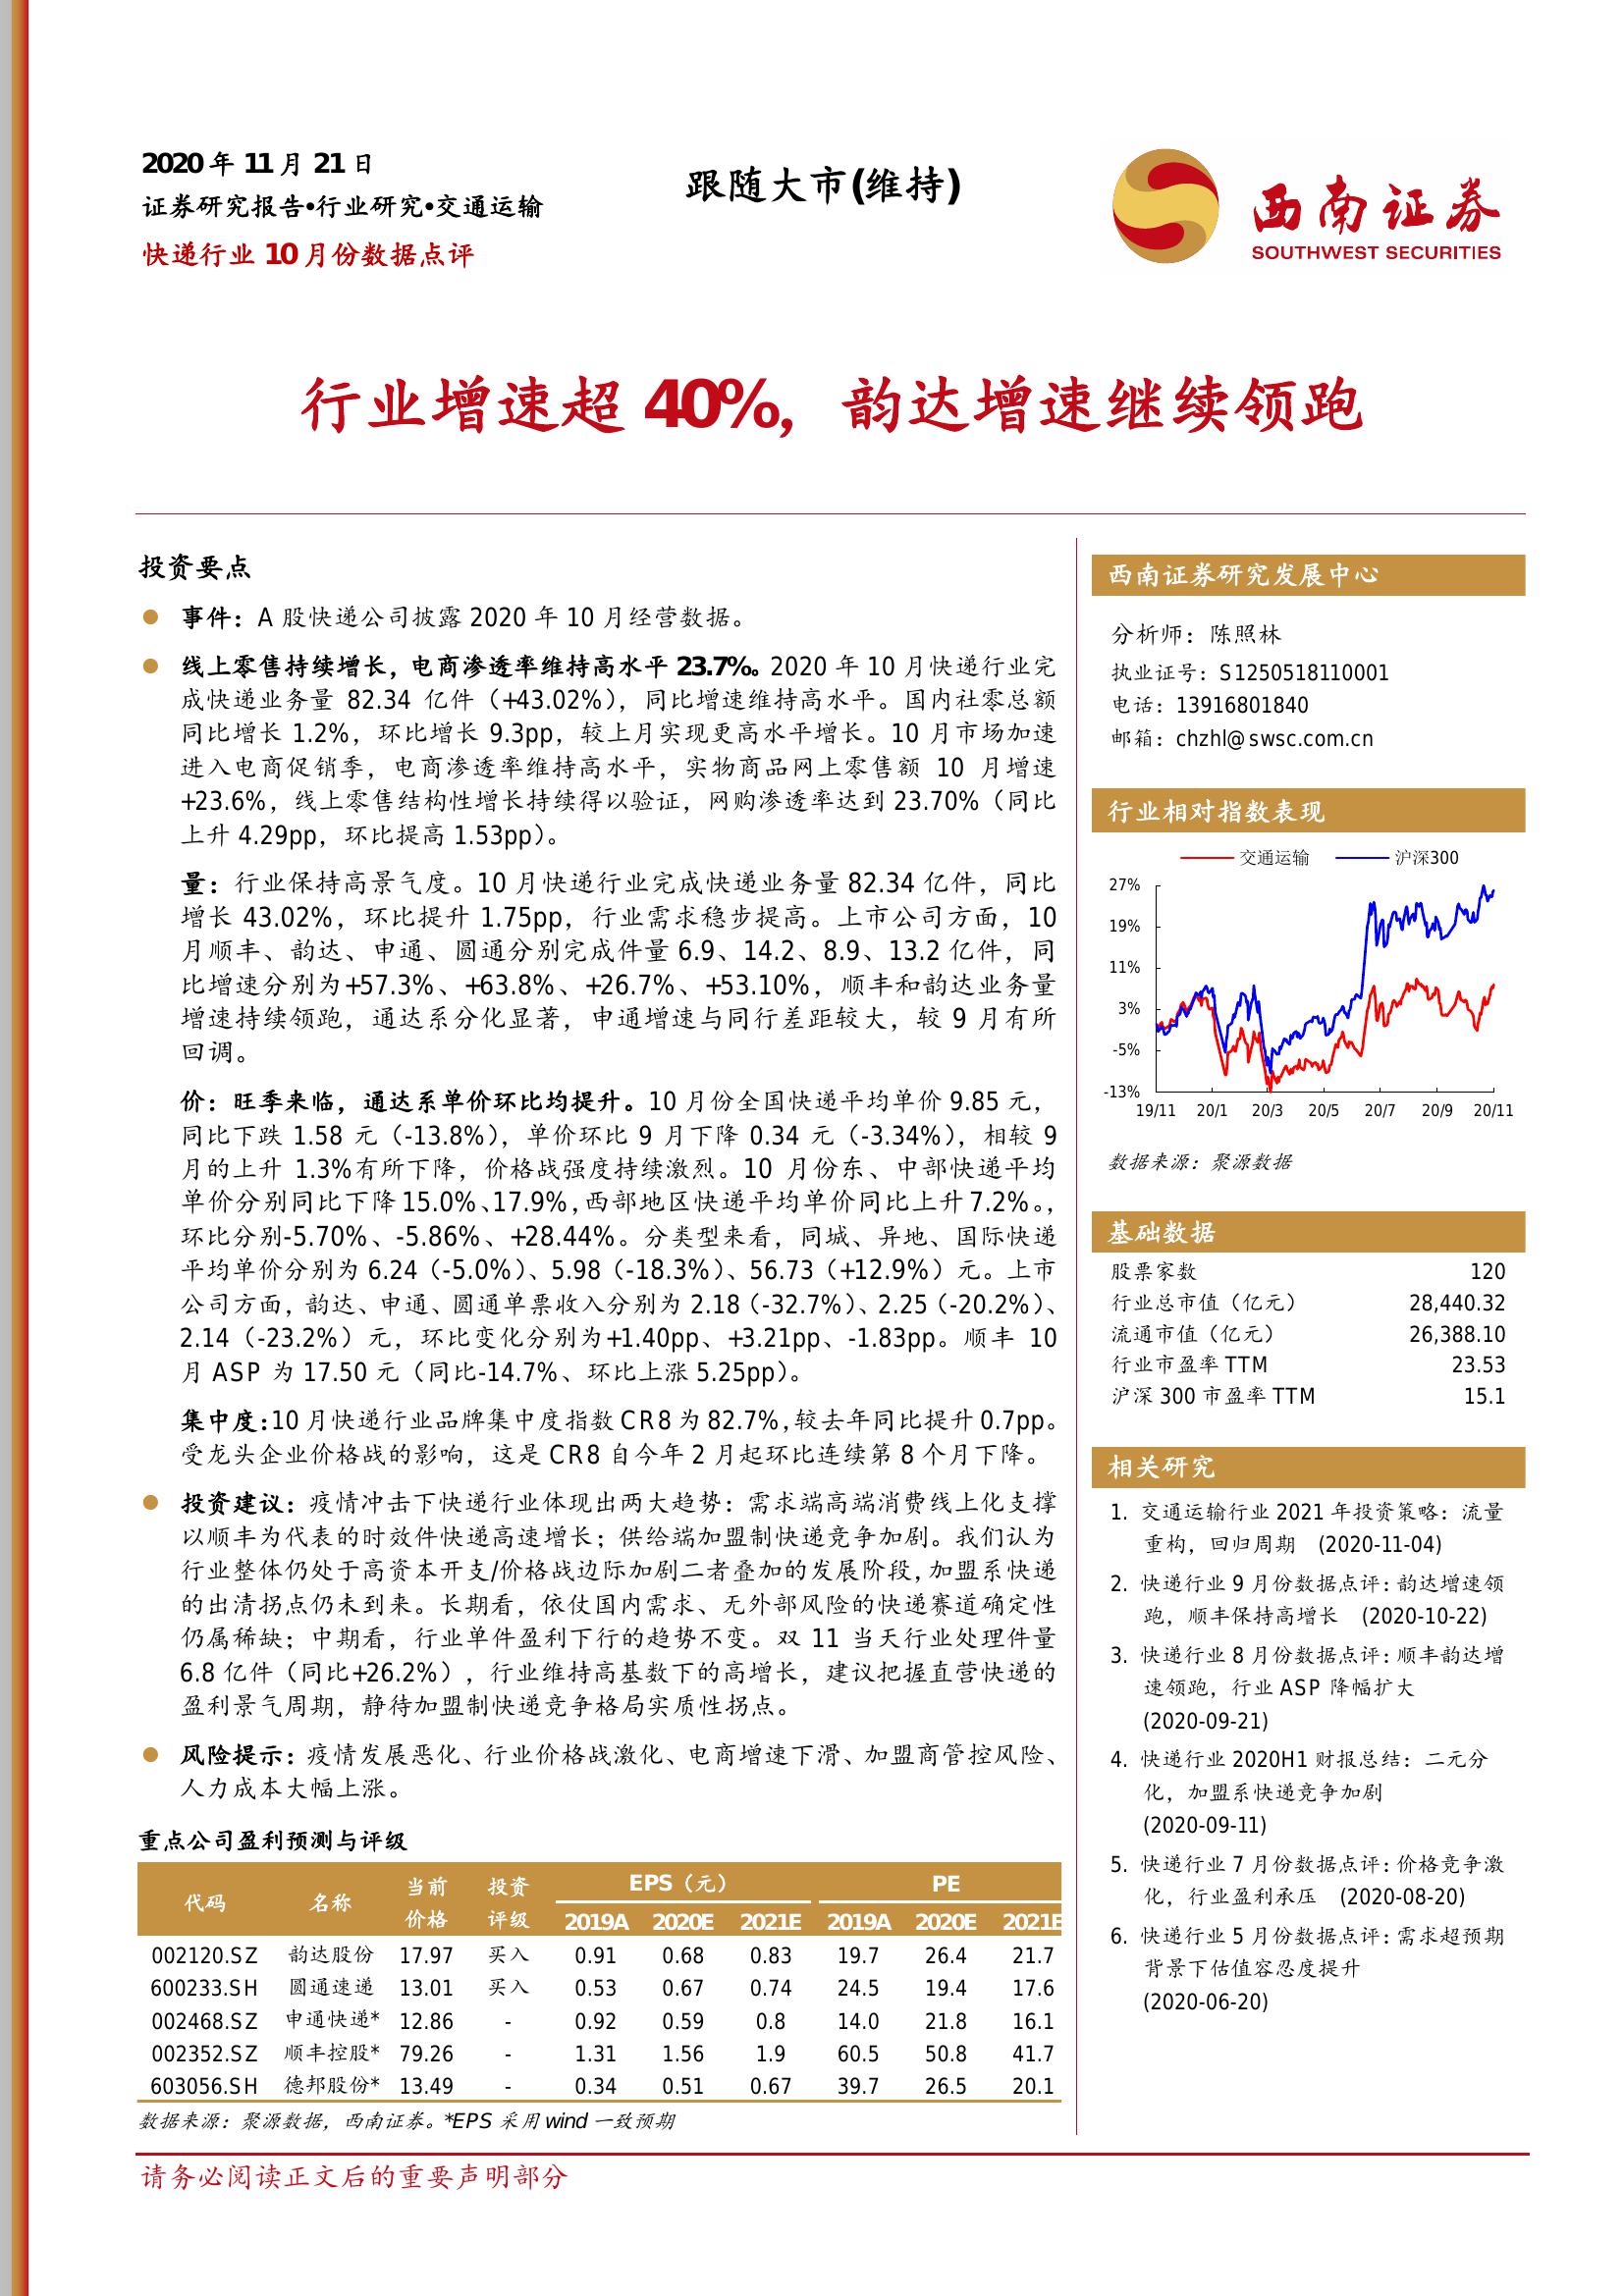 2020 年 11 月 21 日
证券研究报告•行业研究•交通运输
快递行业 10 月份数据点评
跟随大市(维持)
西南证券
SOUTHWEST SECURITIES
行业增速超 40%，韵达增速继续领跑
投资要点
事件：A 股快递公司披露 2020 年 10 月经营数据。
线上零售持续增长，电商渗透率维持高水平 23.7%。2020 年 10 月快递行业完
成快递业务量 82.34 亿件（+43.02%），同比增速维持高水平。国内社零总额
同比增长 1.2%，环比增长 9.3pp，较上月实现更高水平增长。10 月市场加速
进入电商促销季，电商渗透率维持高水平，实物商品网上零售额 10 月增速
+23.6%，线上零售结构性增长持续得以验证，网购渗透率达到 23.70%（同比
上升 4.29pp，环比提高 1.53pp）。
量：行业保持高景气度。10 月快递行业完成快递业务量 82.34 亿件，同比
增长 43.02%，环比提升 1.75pp，行业需求稳步提高。上市公司方面，10
月顺丰、韵达、申通、圆通分别完成件量 6.9、14.2、8.9、13.2 亿件，同
比增速分别为+57.3%、+63.8%、+26.7%、+53.10%，顺丰和韵达业务量
增速持续领跑，通达系分化显著，申通增速与同行差距较大，较 9 月有所
回调。
价：旺季来临，通达系单价环比均提升。10 月份全国快递平均单价 9.85 元，
同比下跌 1.58 元（-13.8%），单价环比 9 月下降 0.34 元（-3.34%），相较 9
月的上升 1.3%有所下降，价格战强度持续激烈。10 月份东、中部快递平均
单价分别同比下降 15.0%、17.9%，西部地区快递平均单价同比上升 7.2%。，
环比分别-5.70%、-5.86%、+28.44%。分类型来看，同城、异地、国际快递
平均单价分别为 6.24（-5.0%）、5.98（-18.3%）、56.73（+12.9%）元。上市
公司方面，韵达、申通、圆通单票收入分别为 2.18（-32.7%）、2.25（-20.2%）、
2.14（-23.2%）元，环比变化分别为+1.40pp、+3.21pp、-1.83pp。顺丰 10
月 ASP 为 17.50 元（同比-14.7%、环比上涨 5.25pp）。
集中度：10 月快递行业品牌集中度指数 CR8 为 82.7%，较去年同比提升 0.7pp。
受龙头企业价格战的影响，这是 CR8 自今年 2 月起环比连续第 8 个月下降。
投资建议：疫情冲击下快递行业体现出两大趋势：需求端高端消费线上化支撑
以顺丰为代表的时效件快递高速增长；供给端加盟制快递竞争加剧。我们认为
行业整体仍处于高资本开支/价格战边际加剧二者叠加的发展阶段，加盟系快递
的出清拐点仍未到来。长期看，依仗国内需求、无外部风险的快递赛道确定性
仍属稀缺；中期看，行业单件盈利下行的趋势不变。双 11 当天行业处理件量
6.8 亿件（同比+26.2%），行业维持高基数下的高增长，建议把握直营快递的
盈利景气周期，静待加盟制快递竞争格局实质性拐点。
风险提示：疫情发展恶化、行业价格战激化、电商增速下滑、加盟商管控风险、
人力成本大幅上涨。
重点公司盈利预测与评级
代码 名称 当前价格 投资评级 EPS（元） PE
2019A 2020E 2021E 2019A 2020E 2021E
002120.SZ 韵达股份 17.97 买入 0.91 0.68 0.83 19.7 26.4 21.7
600233.SH 圆通速递 13.01 买入 0.53 0.67 0.74 24.5 19.4 17.6
002468.SZ 申通快递* 12.86 - 0.92 0.59 0.8 14.0 21.8 16.1
002352.SZ 顺丰控股* 79.26 - 1.31 1.56 1.9 60.5 50.8 41.7
603056.SH 德邦股份* 13.49 - 0.34 0.51 0.67 39.7 26.5 20.1
数据来源：聚源数据，西南证券。*EPS 采用 wind 一致预期
西南证券研究发展中心
分析师：陈照林
执业证号：S1250518110001
电话：13916801840
邮箱：chzhl@swsc.com.cn
行业相对指数表现
交通运输 沪深300
27%
19%
11%
3%
-5%
-13%
19/11 20/1 20/3 20/5 20/7 20/9 20/11
数据来源：聚源数据
基础数据
股票家数 120
行业总市值（亿元） 28,440.32
流通市值（亿元） 26,388.10
行业市盈率 TTM 23.53
沪深 300 市盈率 TTM 15.1
相关研究
1. 交通运输行业 2021 年投资策略：流量
重构，回归周期 (2020-11-04)
2. 快递行业 9 月份数据点评：韵达增速领
跑，顺丰保持高增长 (2020-10-22)
3. 快递行业 8 月份数据点评：顺丰韵达增
速领跑，行业 ASP 降幅扩大
(2020-09-21)
4. 快递行业 2020H1 财报总结：二元分
化，加盟系快递竞争加剧
(2020-09-11)
5. 快递行业 7 月份数据点评：价格竞争激
化，行业盈利承压 (2020-08-20)
6. 快递行业 5 月份数据点评：需求超预期
背景下估值容忍度提升
(2020-06-20)
请务必阅读正文后的重要声明部分